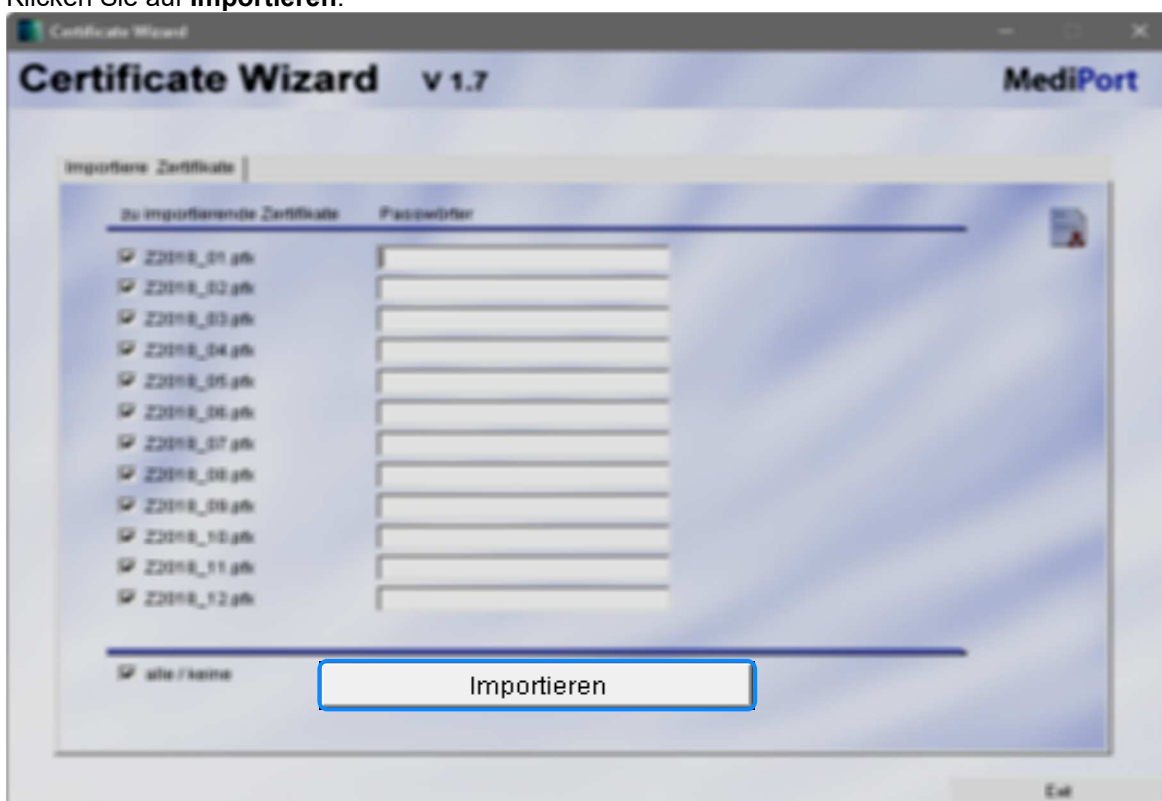 Klicken Sie auf Importieren.
Certificate Wizard
Certificate Wizard V 1.7 MediPort
Importiere Zertifikate
zu importierende Zertifikate Passwörter
Z2018_01.pfx
Z2018_02.pfx
Z2018_03.pfx
Z2018_04.pfx
Z2018_05.pfx
Z2018_06.pfx
Z2018_07.pfx
Z2018_08.pfx
Z2018_09.pfx
Z2018_10.pfx
Z2018_11.pfx
Z2018_12.pfx
alle / keine Importieren
Exit